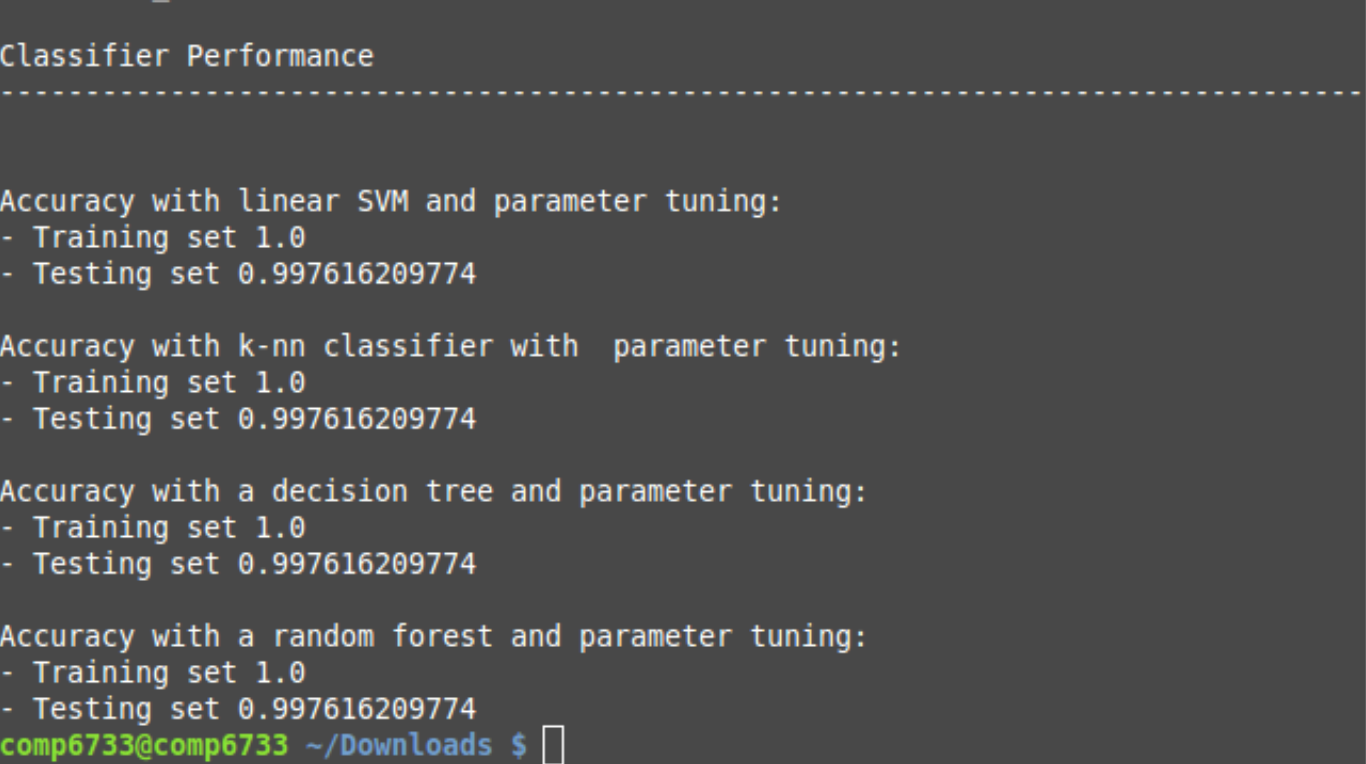 Classifier Performance
--------------------------------------------------------------------------------
Accuracy with linear SVM and parameter tuning:
- Training set 1.0
- Testing set 0.997616209774
Accuracy with k-nn classifier with  parameter tuning:
- Training set 1.0
- Testing set 0.997616209774
Accuracy with a decision tree and parameter tuning:
- Training set 1.0
- Testing set 0.997616209774
Accuracy with a random forest and parameter tuning:
- Training set 1.0
- Testing set 0.997616209774
comp6733@comp6733 ~/Downloads $